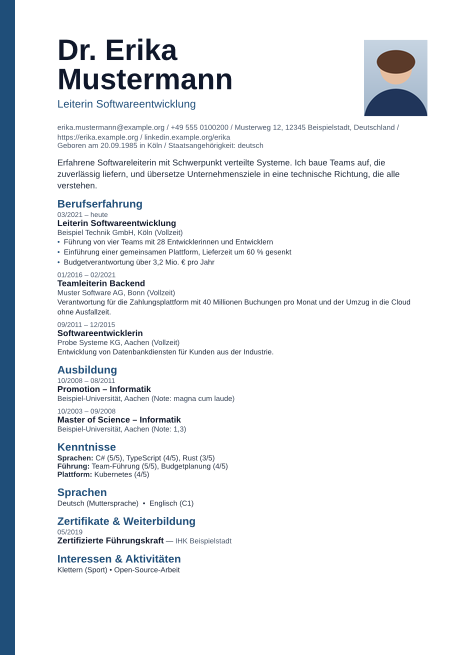 Dr. Erika
Mustermann
Leiterin Softwareentwicklung
erika.mustermann@example.org / +49 555 0100200 / Musterweg 12, 12345 Beispielstadt, Deutschland /
https://erika.example.org / linkedin.example.org/erika
Geboren am 20.09.1985 in Köln / Staatsangehörigkeit: deutsch
Erfahrene Softwareleiterin mit Schwerpunkt verteilte Systeme. Ich baue Teams auf, die
zuverlässig liefern, und übersetze Unternehmensziele in eine technische Richtung, die alle
verstehen.
Berufserfahrung
03/2021 – heute
Leiterin Softwareentwicklung
Beispiel Technik GmbH, Köln (Vollzeit)
• Führung von vier Teams mit 28 Entwicklerinnen und Entwicklern
• Einführung einer gemeinsamen Plattform, Lieferzeit um 60 % gesenkt
• Budgetverantwortung über 3,2 Mio. € pro Jahr
01/2016 – 02/2021
Teamleiterin Backend
Muster Software AG, Bonn (Vollzeit)
Verantwortung für die Zahlungsplattform mit 40 Millionen Buchungen pro Monat und der Umzug in die Cloud
ohne Ausfallzeit.
09/2011 – 12/2015
Softwareentwicklerin
Probe Systeme KG, Aachen (Vollzeit)
Entwicklung von Datenbankdiensten für Kunden aus der Industrie.
Ausbildung
10/2008 – 08/2011
Promotion – Informatik
Beispiel-Universität, Aachen (Note: magna cum laude)
10/2003 – 09/2008
Master of Science – Informatik
Beispiel-Universität, Aachen (Note: 1,3)
Kenntnisse
Sprachen: C# (5/5), TypeScript (4/5), Rust (3/5)
Führung: Team-Führung (5/5), Budgetplanung (4/5)
Plattform: Kubernetes (4/5)
Sprachen
Deutsch (Muttersprache) • Englisch (C1)
Zertifikate & Weiterbildung
05/2019
Zertifizierte Führungskraft — IHK Beispielstadt
Interessen & Aktivitäten
Klettern (Sport) • Open-Source-Arbeit